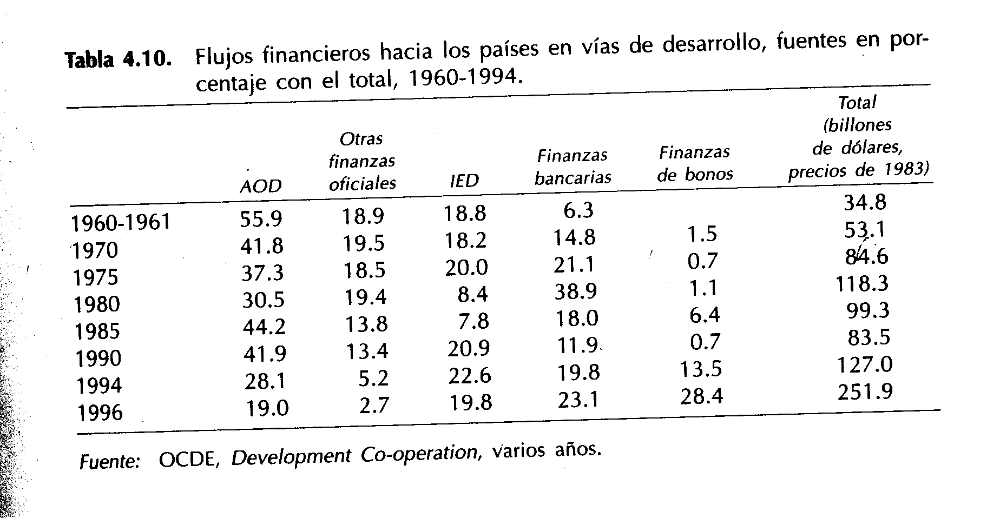 Tabla 4.10. Flujos financieros hacia los países en vías de desarrollo, fuentes en por-
centaje con el total, 1960-1994.
AOD Otras finanzas oficiales IED Finanzas bancarias Finanzas de bonos Total (billones de dólares, precios de 1983)
1960-1961 55.9 18.9 18.8 6.3 34.8
1970 41.8 19.5 18.2 14.8 1.5 53.1
1975 37.3 18.5 20.0 21.1 0.7 84.6
1980 30.5 19.4 8.4 38.9 1.1 118.3
1985 44.2 13.8 7.8 18.0 6.4 99.3
1990 41.9 13.4 20.9 11.9 0.7 83.5
1994 28.1 5.2 22.6 19.8 13.5 127.0
1996 19.0 2.7 19.8 23.1 28.4 251.9
Fuente: OCDE, Development Co-operation, varios años.